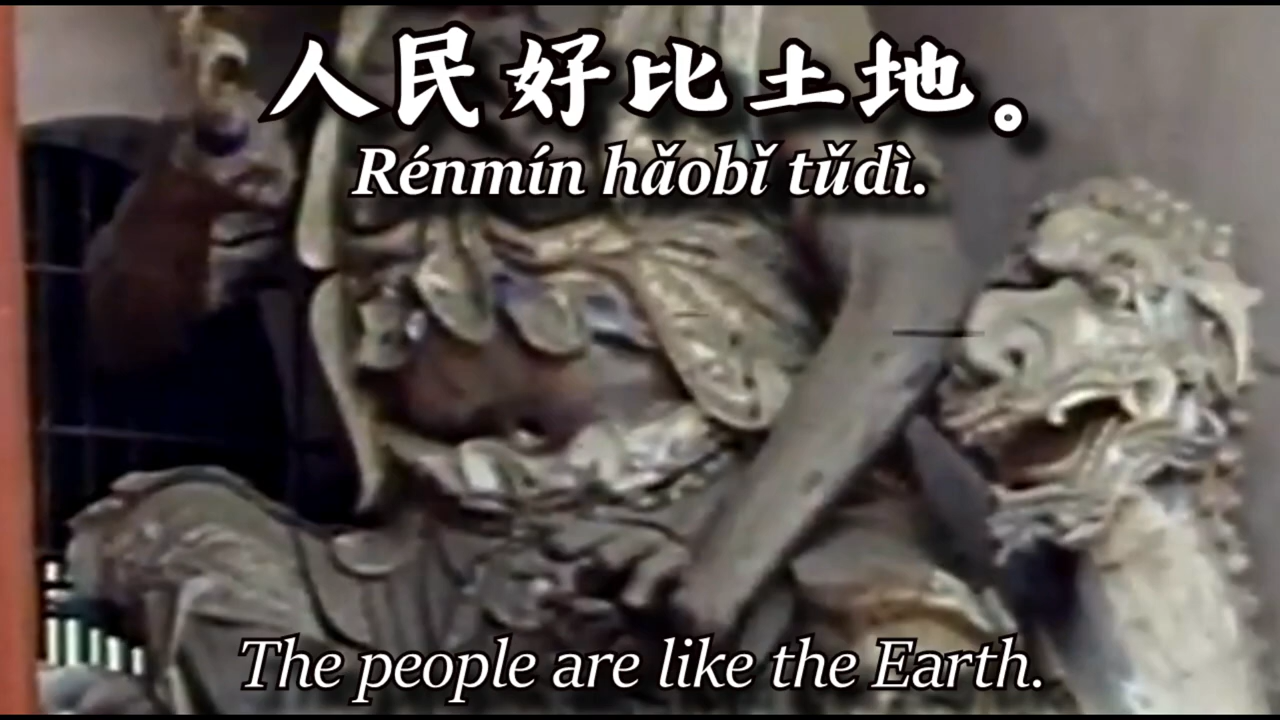 人民好比土地。
Rénmín hǎobǐ tǔdì.
The people are like the Earth.